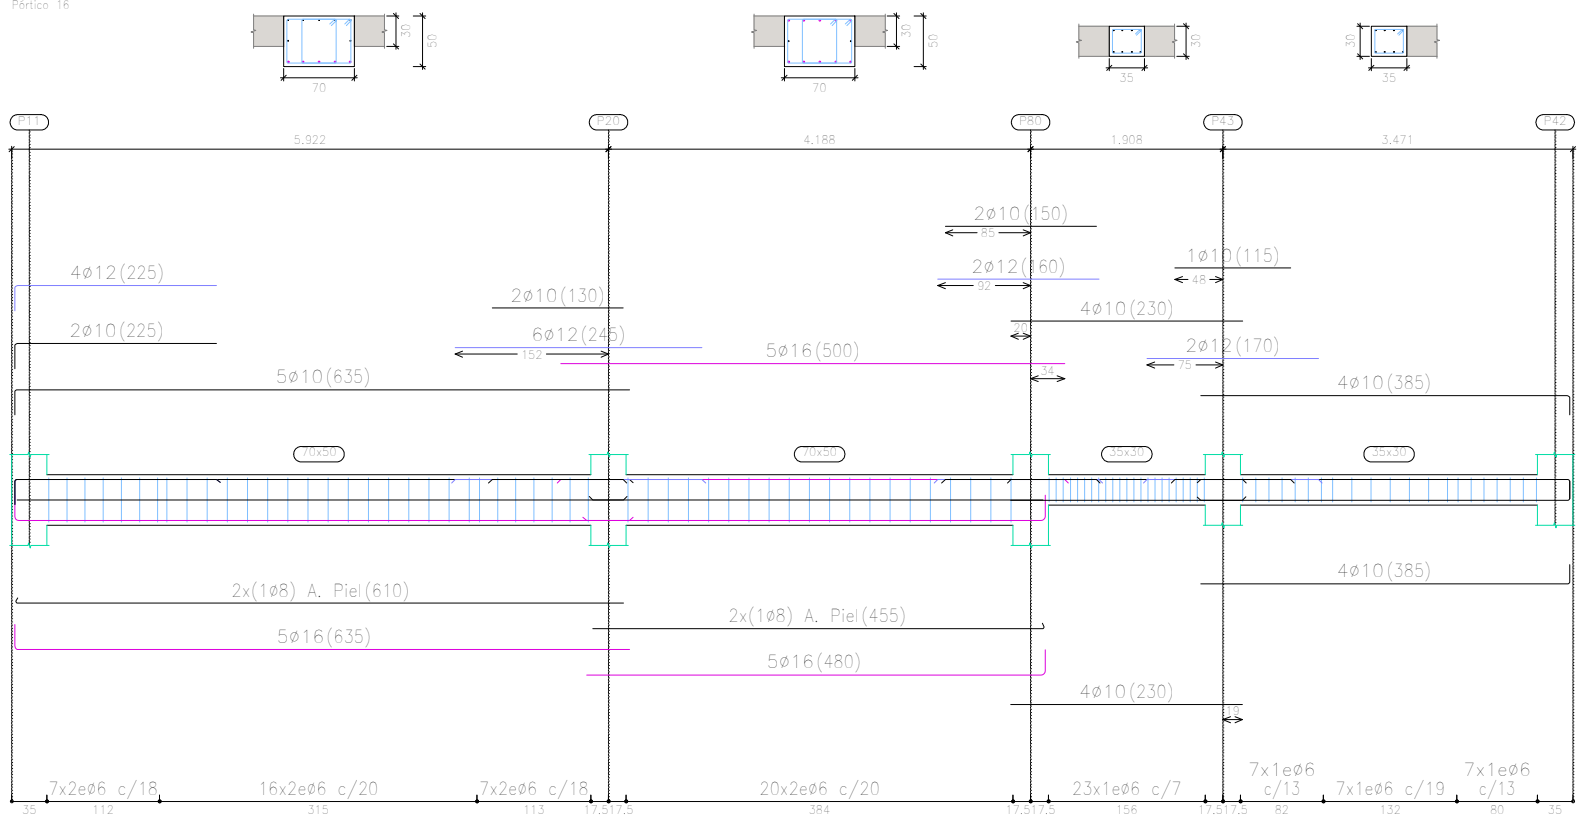 Pórtico 16
30
50
70
30
50
70
30
35
30
35
P11
P20
P80
P43
P42
5.922
4.188
1.908
3.471
2ø10(150)
85
1ø10(115)
48
4ø12(225)
2ø12(160)
92
2ø10(130)
4ø10(230)
20
2ø10(225)
6ø12(245)
152
5ø16(500)
34
2ø12(170)
75
5ø10(635)
4ø10(385)
70x50
70x50
35x30
35x30
4ø10(385)
2x(1ø8) A. Piel(610)
2x(1ø8) A. Piel(455)
5ø16(635)
5ø16(480)
4ø10(230)
19
7x2eø6 c/18
16x2eø6 c/20
7x2eø6 c/18
20x2eø6 c/20
23x1eø6 c/7
7x1eø6
c/13
7x1eø6 c/19
7x1eø6
c/13
35
112
315
113
17.5
17.5
384
17.5
17.5
156
17.5
17.5
82
132
80
35